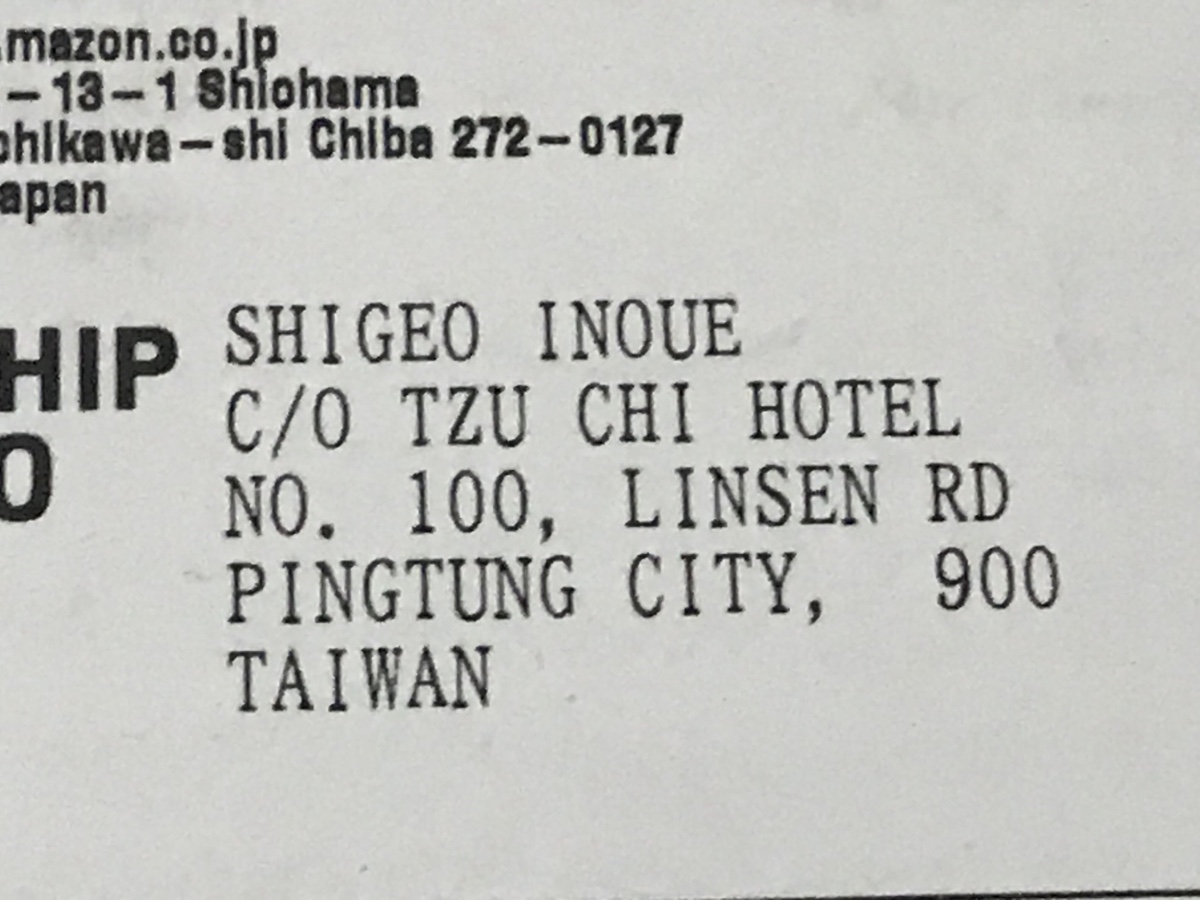 mazon.co.jp
-13-1 Shiohama
chikawa-shi Chiba 272-0127
apan
HIP
O
SHIGEO INOUE
C/O TZU CHI HOTEL
NO. 100, LINSEN RD
PINGTUNG CITY, 900
TAIWAN